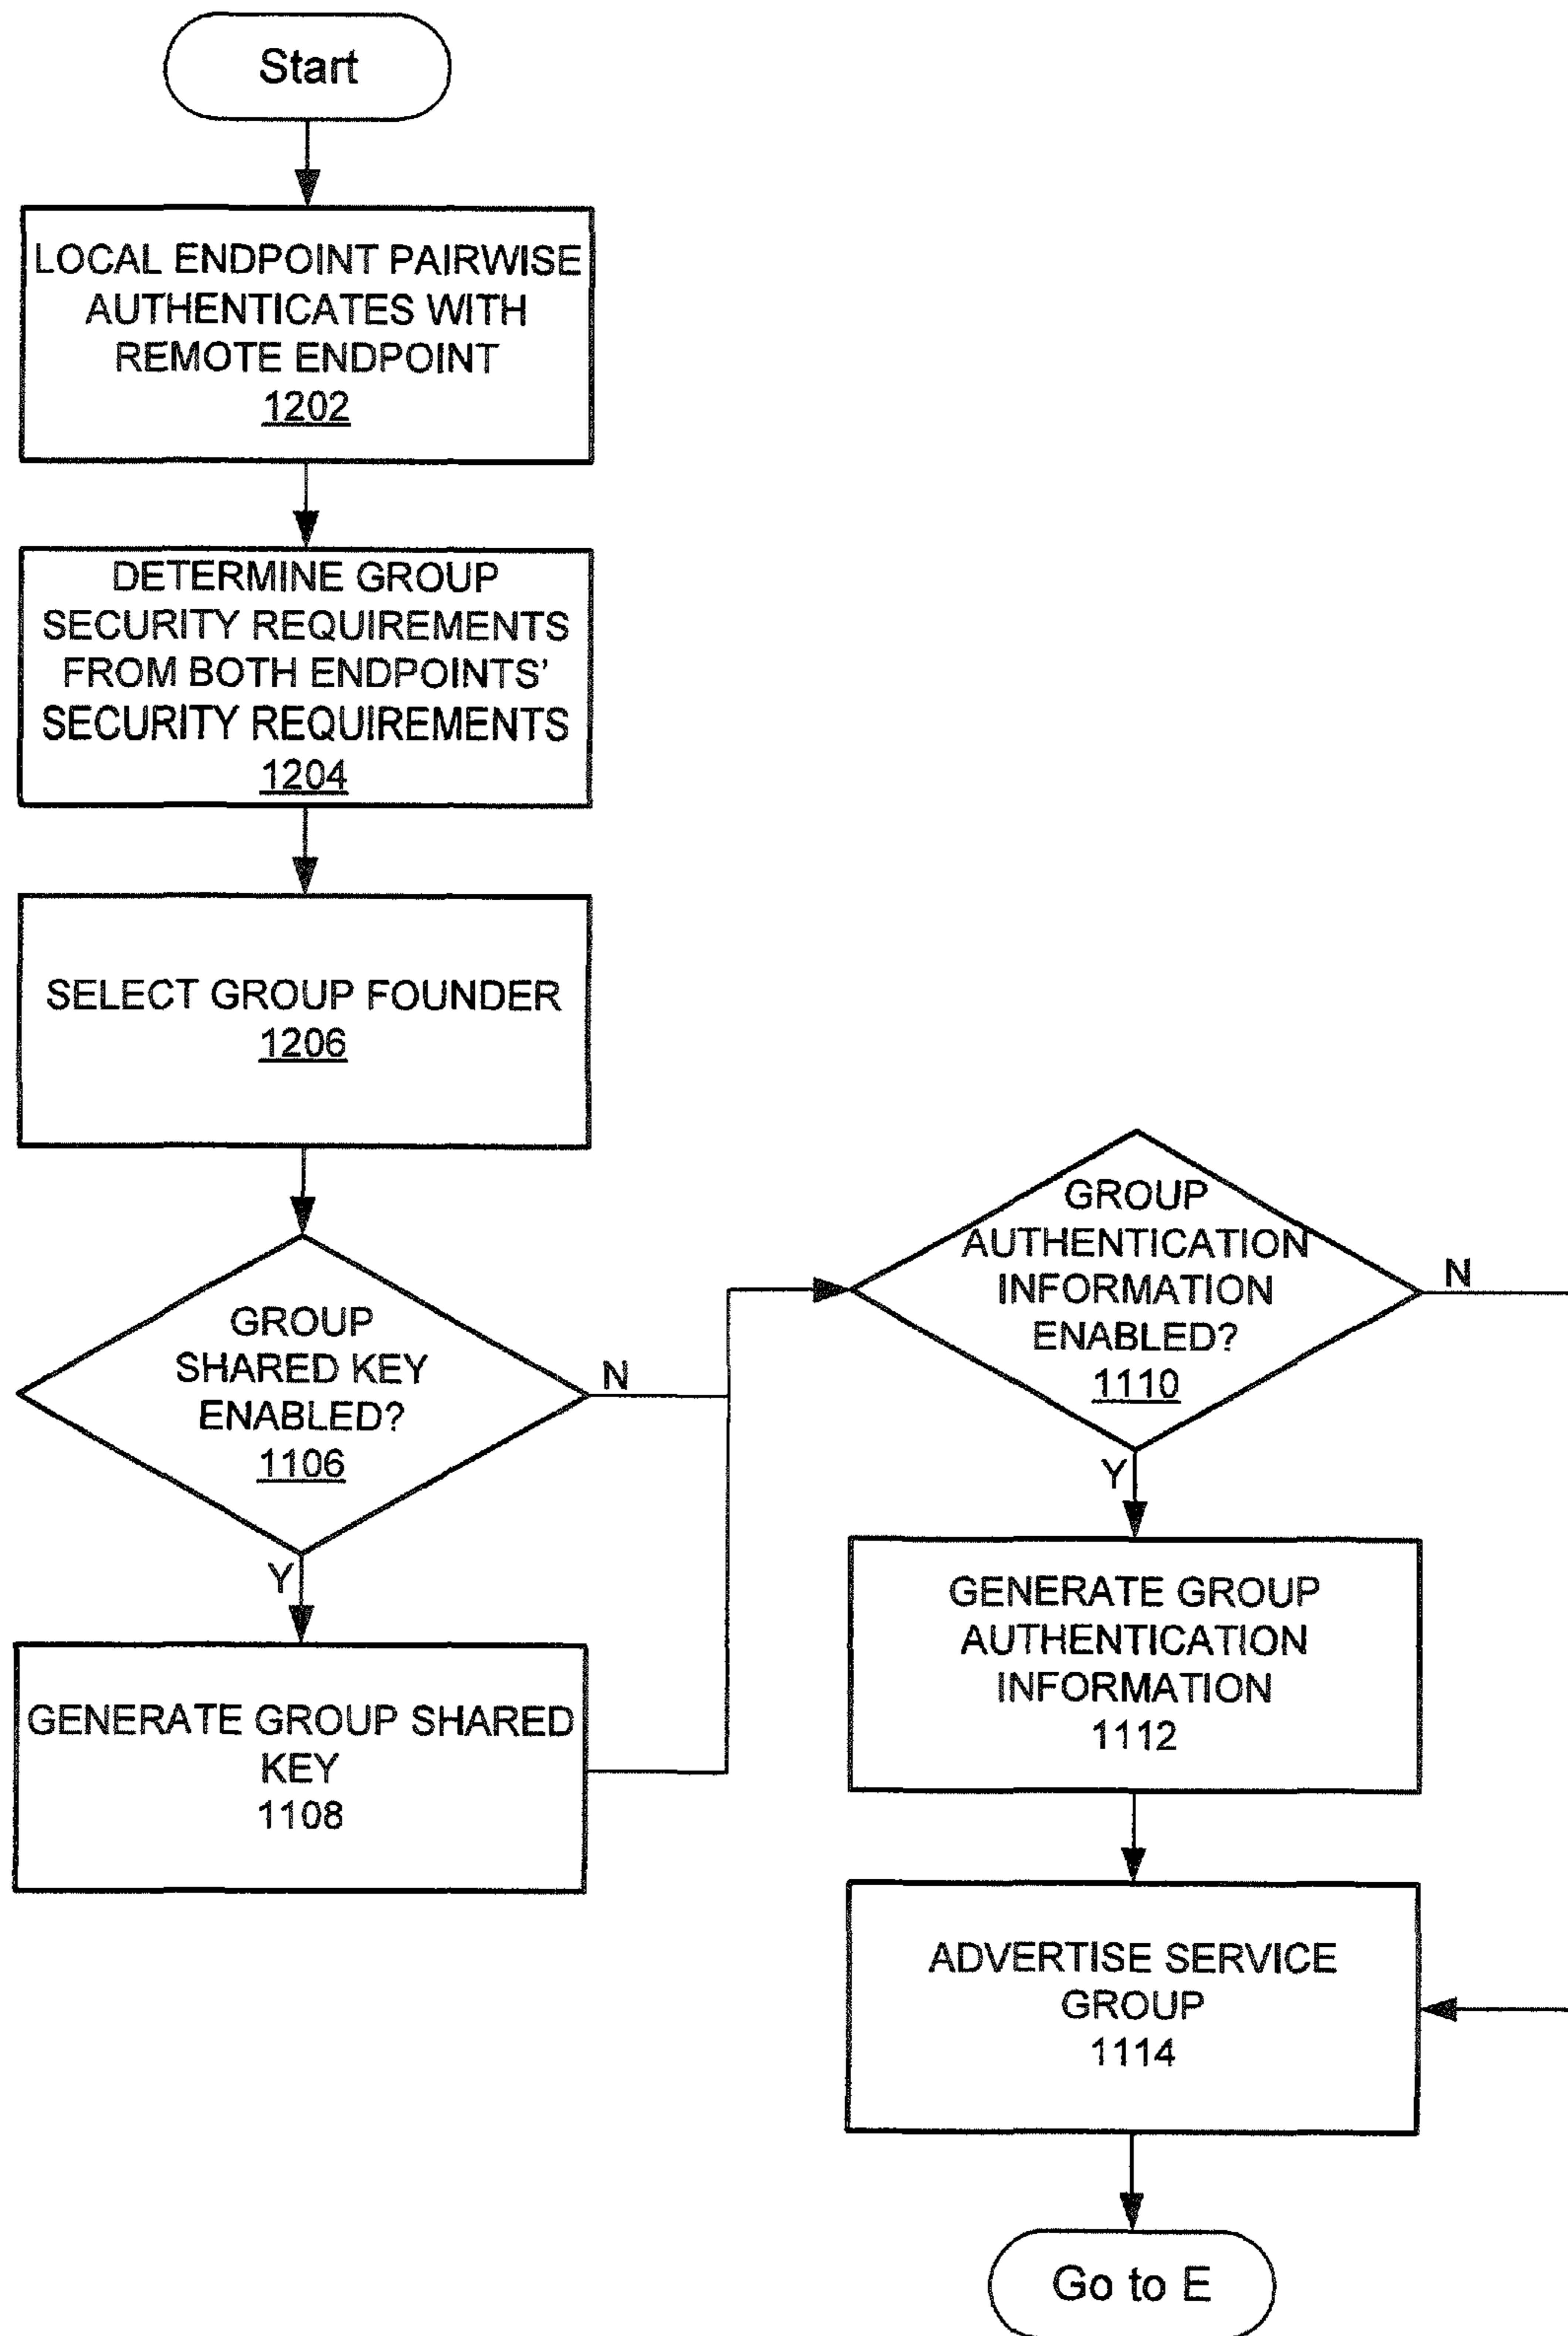 Start
LOCAL ENDPOINT PAIRWISE
AUTHENTICATES WITH
REMOTE ENDPOINT
1202
DETERMINE GROUP
SECURITY REQUIREMENTS
FROM BOTH ENDPOINTS'
SECURITY REQUIREMENTS
1204
SELECT GROUP FOUNDER
1206
GROUP
SHARED KEY
ENABLED?
1106
N
Y
GENERATE GROUP SHARED
KEY
1108
GROUP
AUTHENTICATION
INFORMATION
ENABLED?
1110
N
Y
GENERATE GROUP
AUTHENTICATION
INFORMATION
1112
ADVERTISE SERVICE
GROUP
1114
Go to E